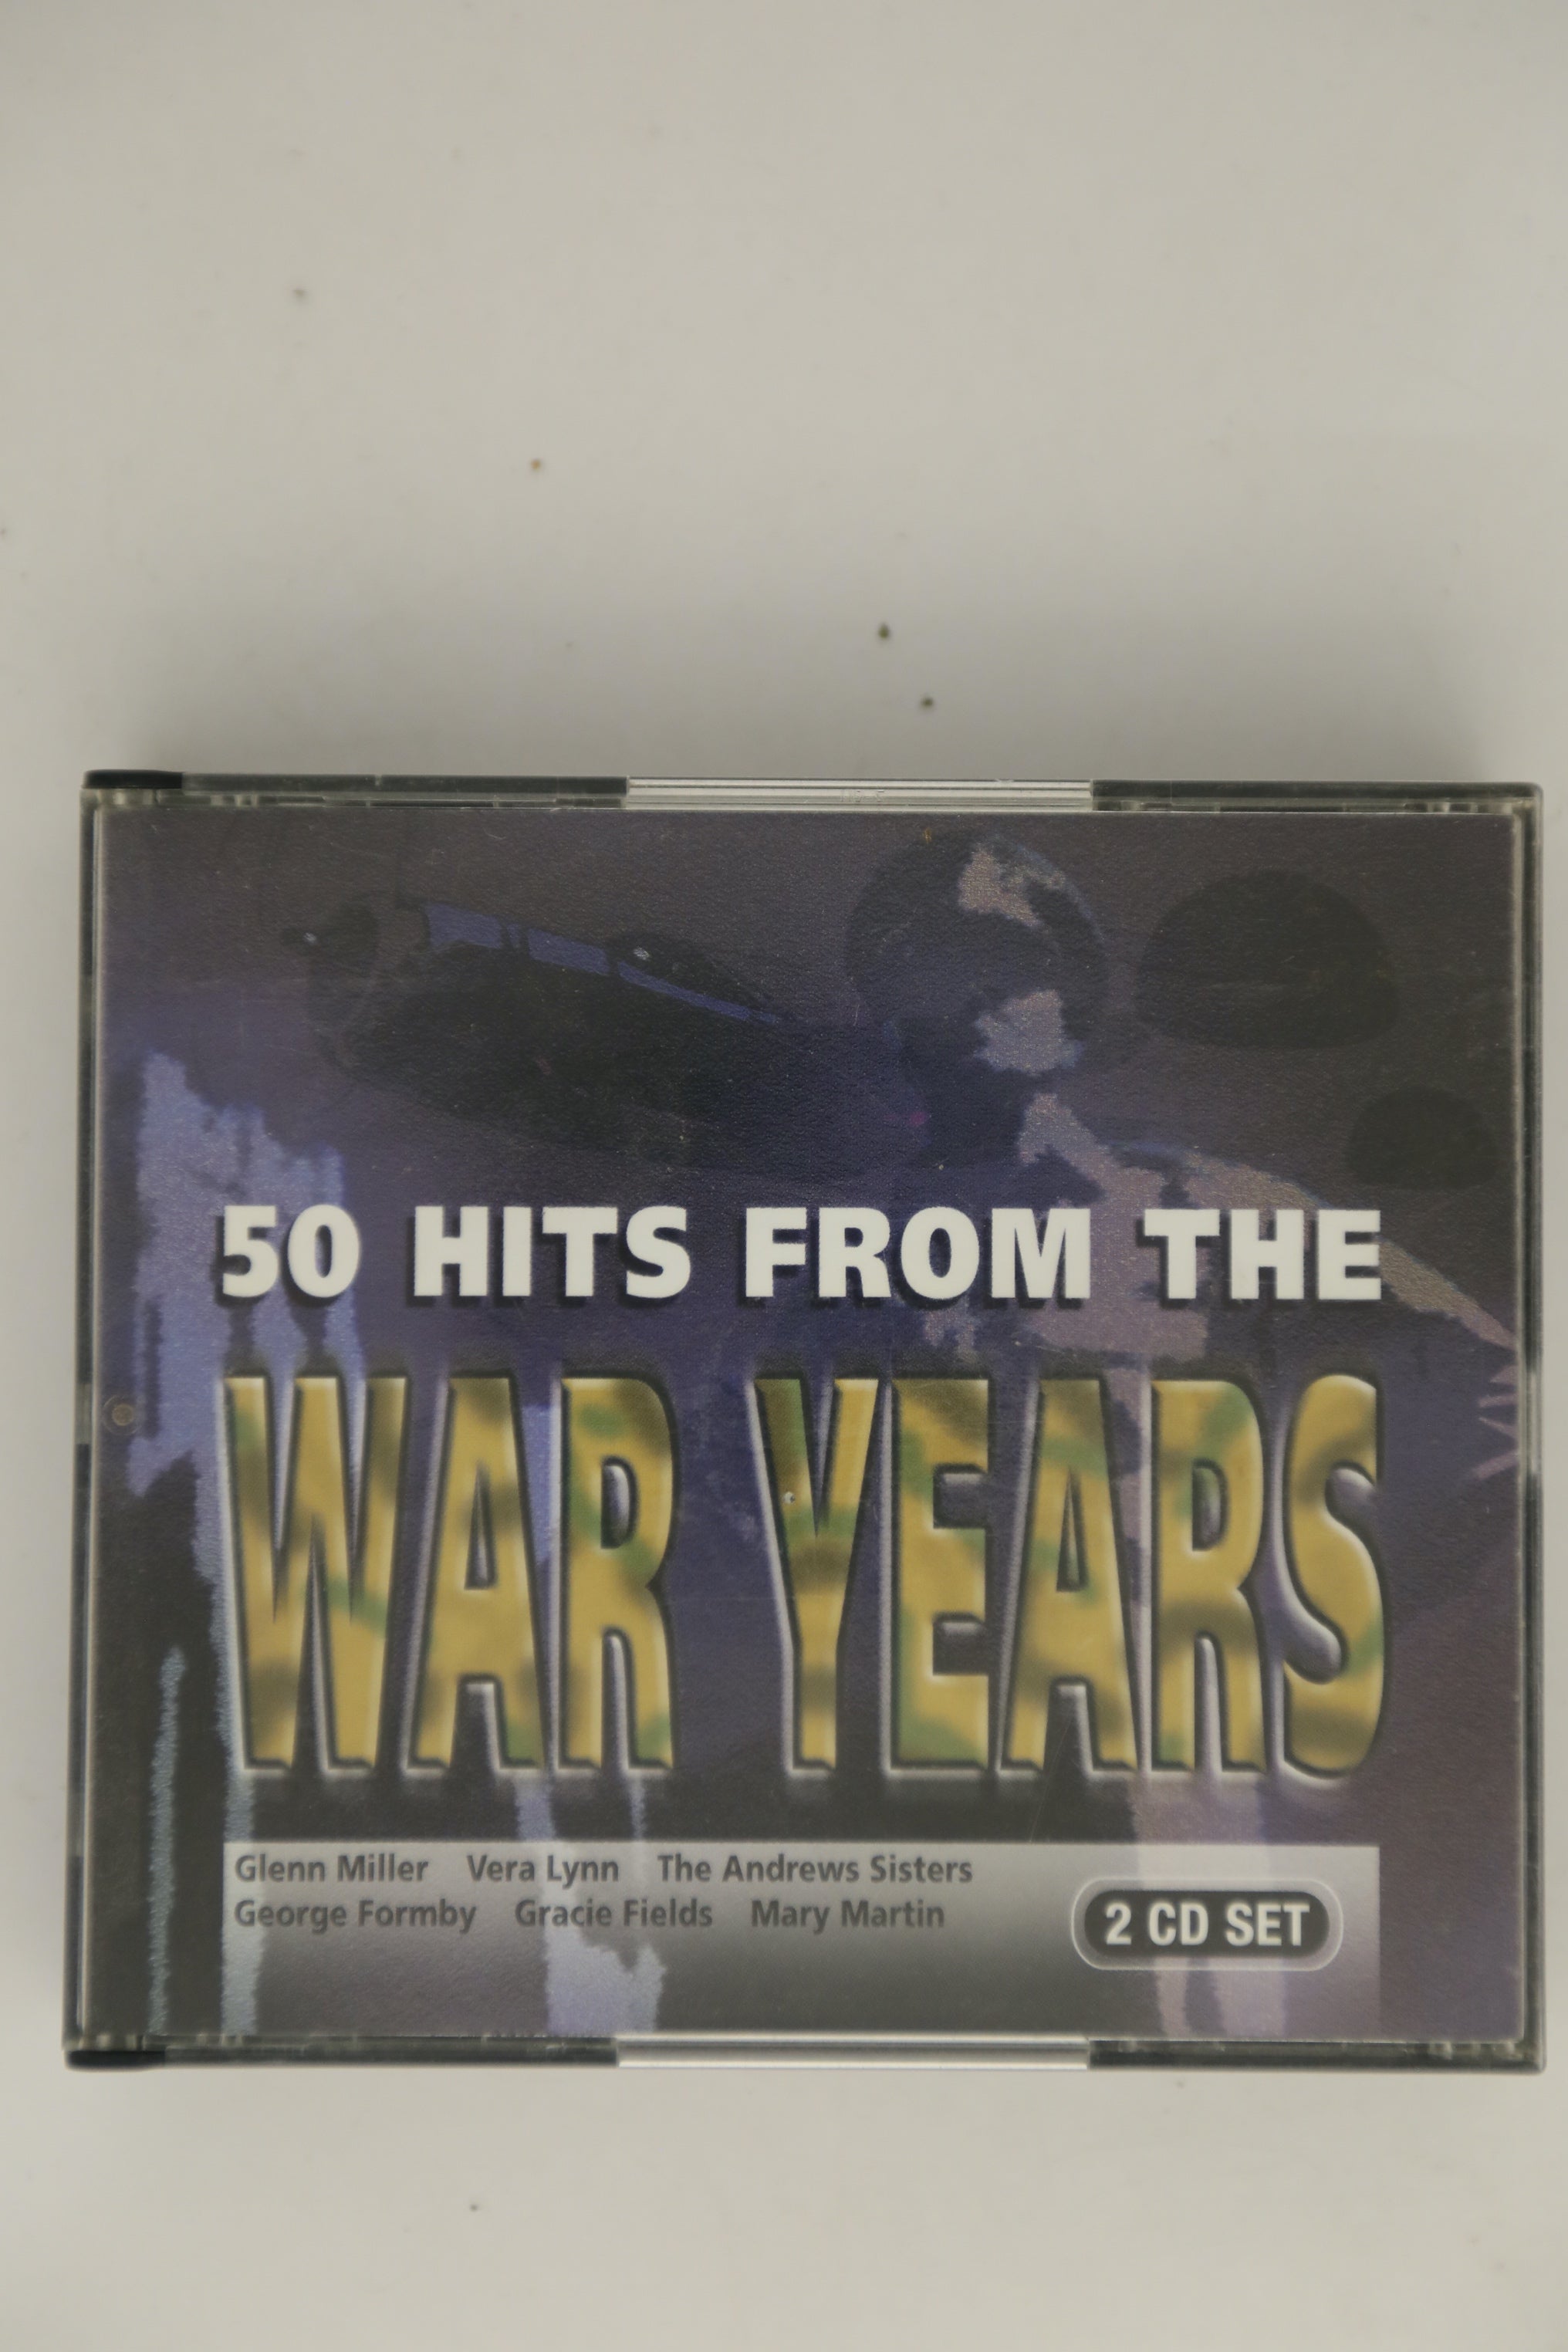 50 HITS FROM THE
WAR YEARS
Glenn Miller Vera Lynn The Andrews Sisters
George Formby Gracie Fields Mary Martin
2 CD SET